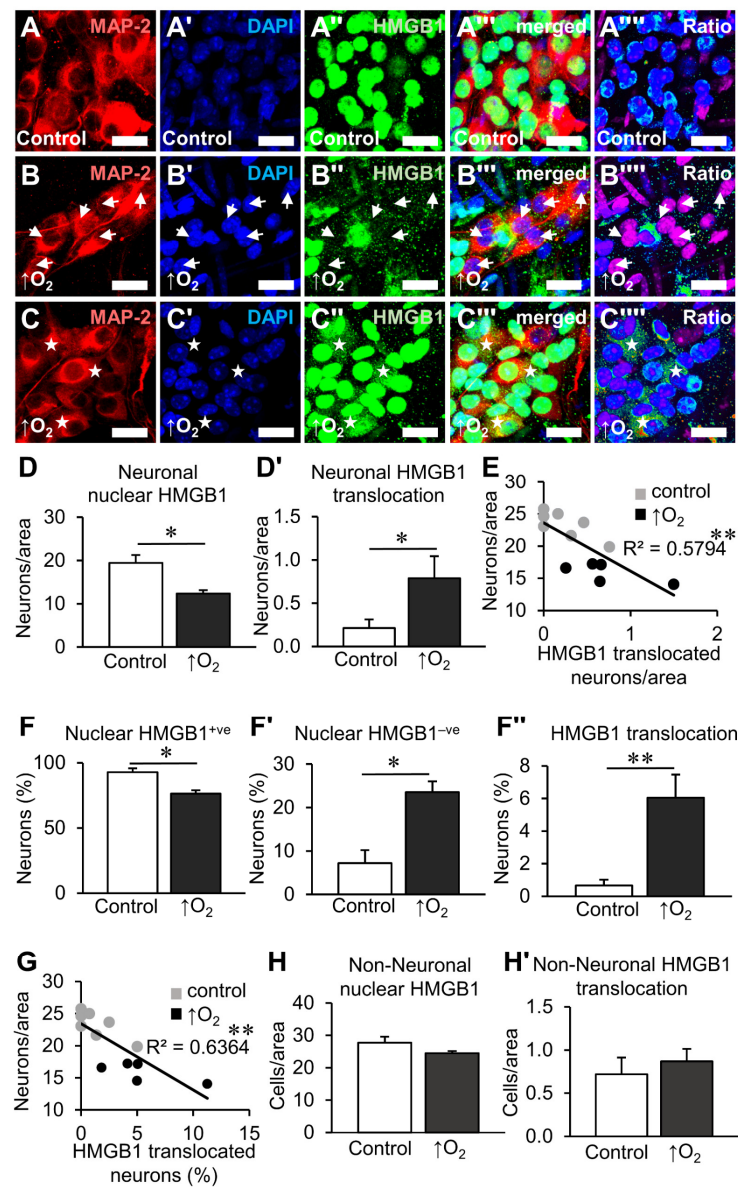 A MAP-2 A' DAPI A'' HMGB1 A'''' merged A'''' Ratio
Control Control Control Control Control
B MAP-2 B' DAPI B'' HMGB1 B'''' merged B'''' Ratio
↑O₂ ↑O₂ ↑O₂ ↑O₂ ↑O₂
C MAP-2 C' DAPI C'' HMGB1 C''' merged C'''' Ratio
↑O₂ ↑O₂ ↑O₂ ↑O₂ ↑O₂
D Neuronal
nuclear HMGB1
Neurons/area
30
20
10
0
*
Control ↑O₂
D' Neuronal HMGB1
translocation
Neurons/area
1.5
1.0
0.5
0.0
*
Control ↑O₂
E
Neurons/area
30
25
20
15
10
control
↑O₂
**
R² = 0.5794
0 1 2
HMGB1 translocated
neurons/area
F Nuclear HMGB1⁺ᵛᵉ
Neurons (%)
100
50
0
*
Control ↑O₂
F' Nuclear HMGB1⁻ᵛᵉ
Neurons (%)
30
20
10
0
*
Control ↑O₂
F'' HMGB1 translocation
Neurons (%)
8
6
4
2
0
**
Control ↑O₂
G
Neurons/area
30
25
20
15
10
control
↑O₂
**
R² = 0.6364
0 5 10 15
HMGB1 translocated
neurons (%)
H Non-Neuronal
nuclear HMGB1
Cells/area
40
30
20
10
0
Control ↑O₂
H' Non-Neuronal HMGB1
translocation
Cells/area
1.5
1.0
0.5
0.0
Control ↑O₂